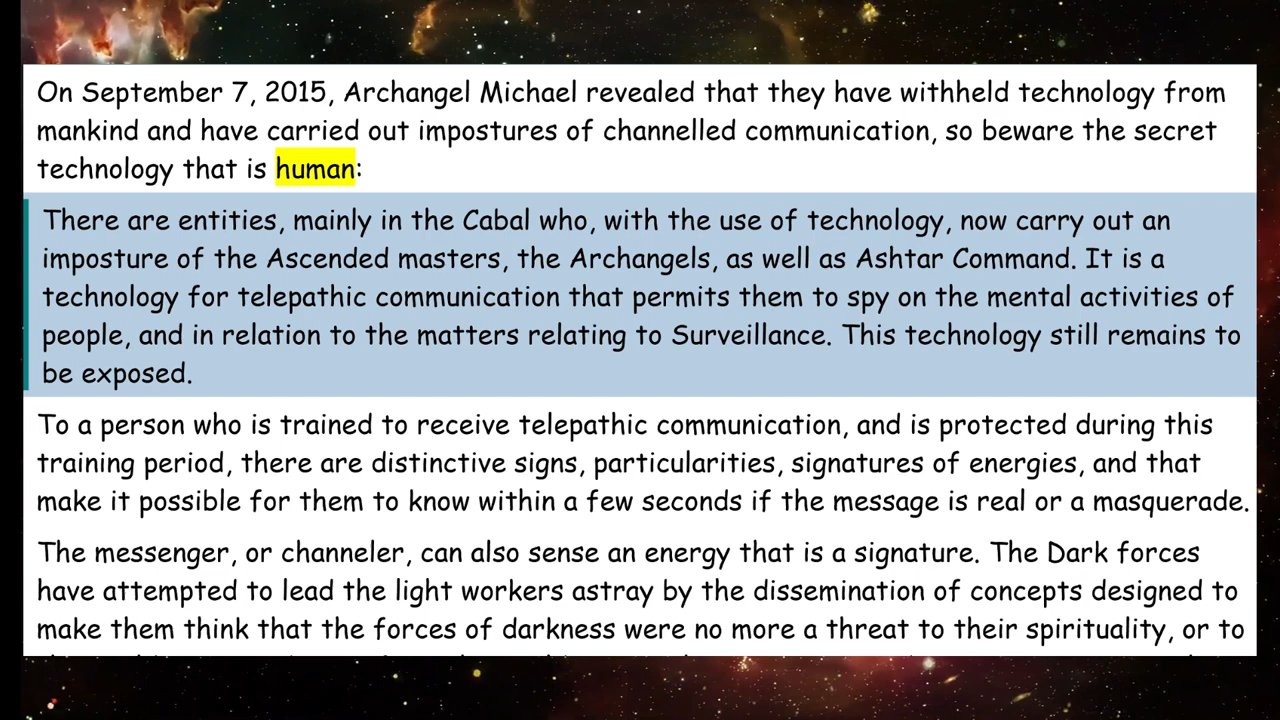 On September 7, 2015, Archangel Michael revealed that they have withheld technology from
mankind and have carried out impostures of channelled communication, so beware the secret
technology that is human:
There are entities, mainly in the Cabal who, with the use of technology, now carry out an
imposture of the Ascended masters, the Archangels, as well as Ashtar Command. It is a
technology for telepathic communication that permits them to spy on the mental activities of
people, and in relation to the matters relating to Surveillance. This technology still remains to
be exposed.
To a person who is trained to receive telepathic communication, and is protected during this
training period, there are distinctive signs, particularities, signatures of energies, and that
make it possible for them to know within a few seconds if the message is real or a masquerade.
The messenger, or channeler, can also sense an energy that is a signature. The Dark forces
have attempted to lead the light workers astray by the dissemination of concepts designed to
make them think that the forces of darkness were no more a threat to their spirituality, or to